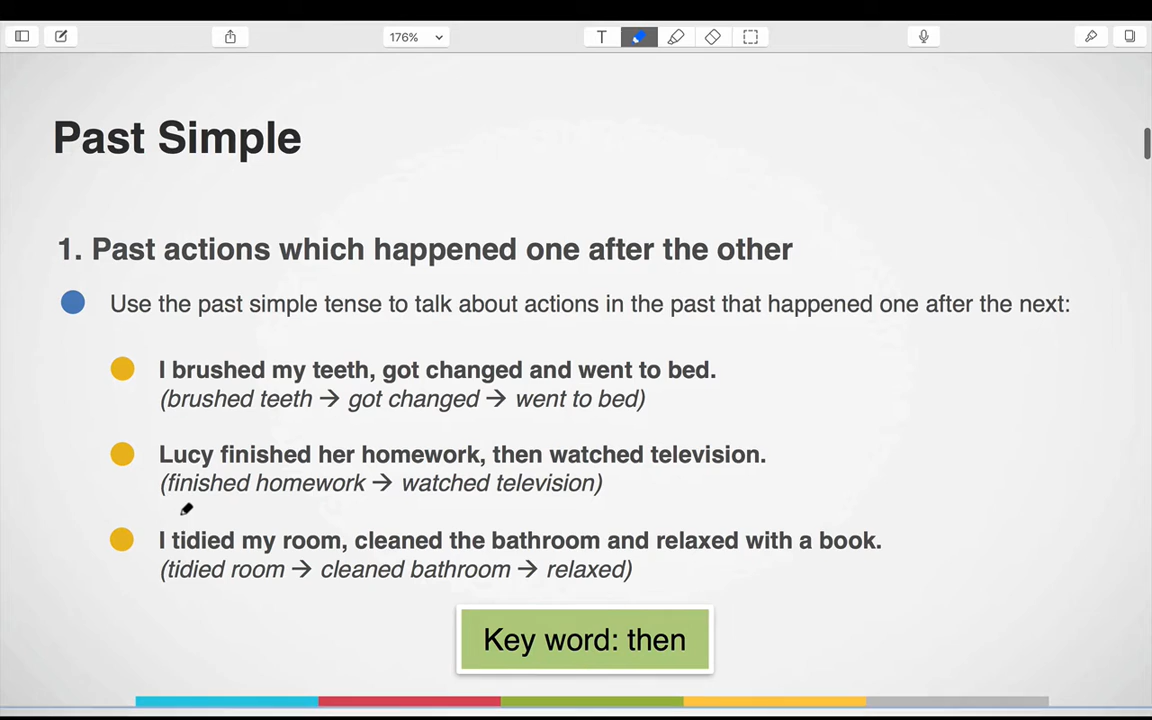 176%
T
Past Simple
1. Past actions which happened one after the other
Use the past simple tense to talk about actions in the past that happened one after the next:
I brushed my teeth, got changed and went to bed.
(brushed teeth → got changed → went to bed)
Lucy finished her homework, then watched television.
(finished homework → watched television)
I tidied my room, cleaned the bathroom and relaxed with a book.
(tidied room → cleaned bathroom → relaxed)
Key word: then